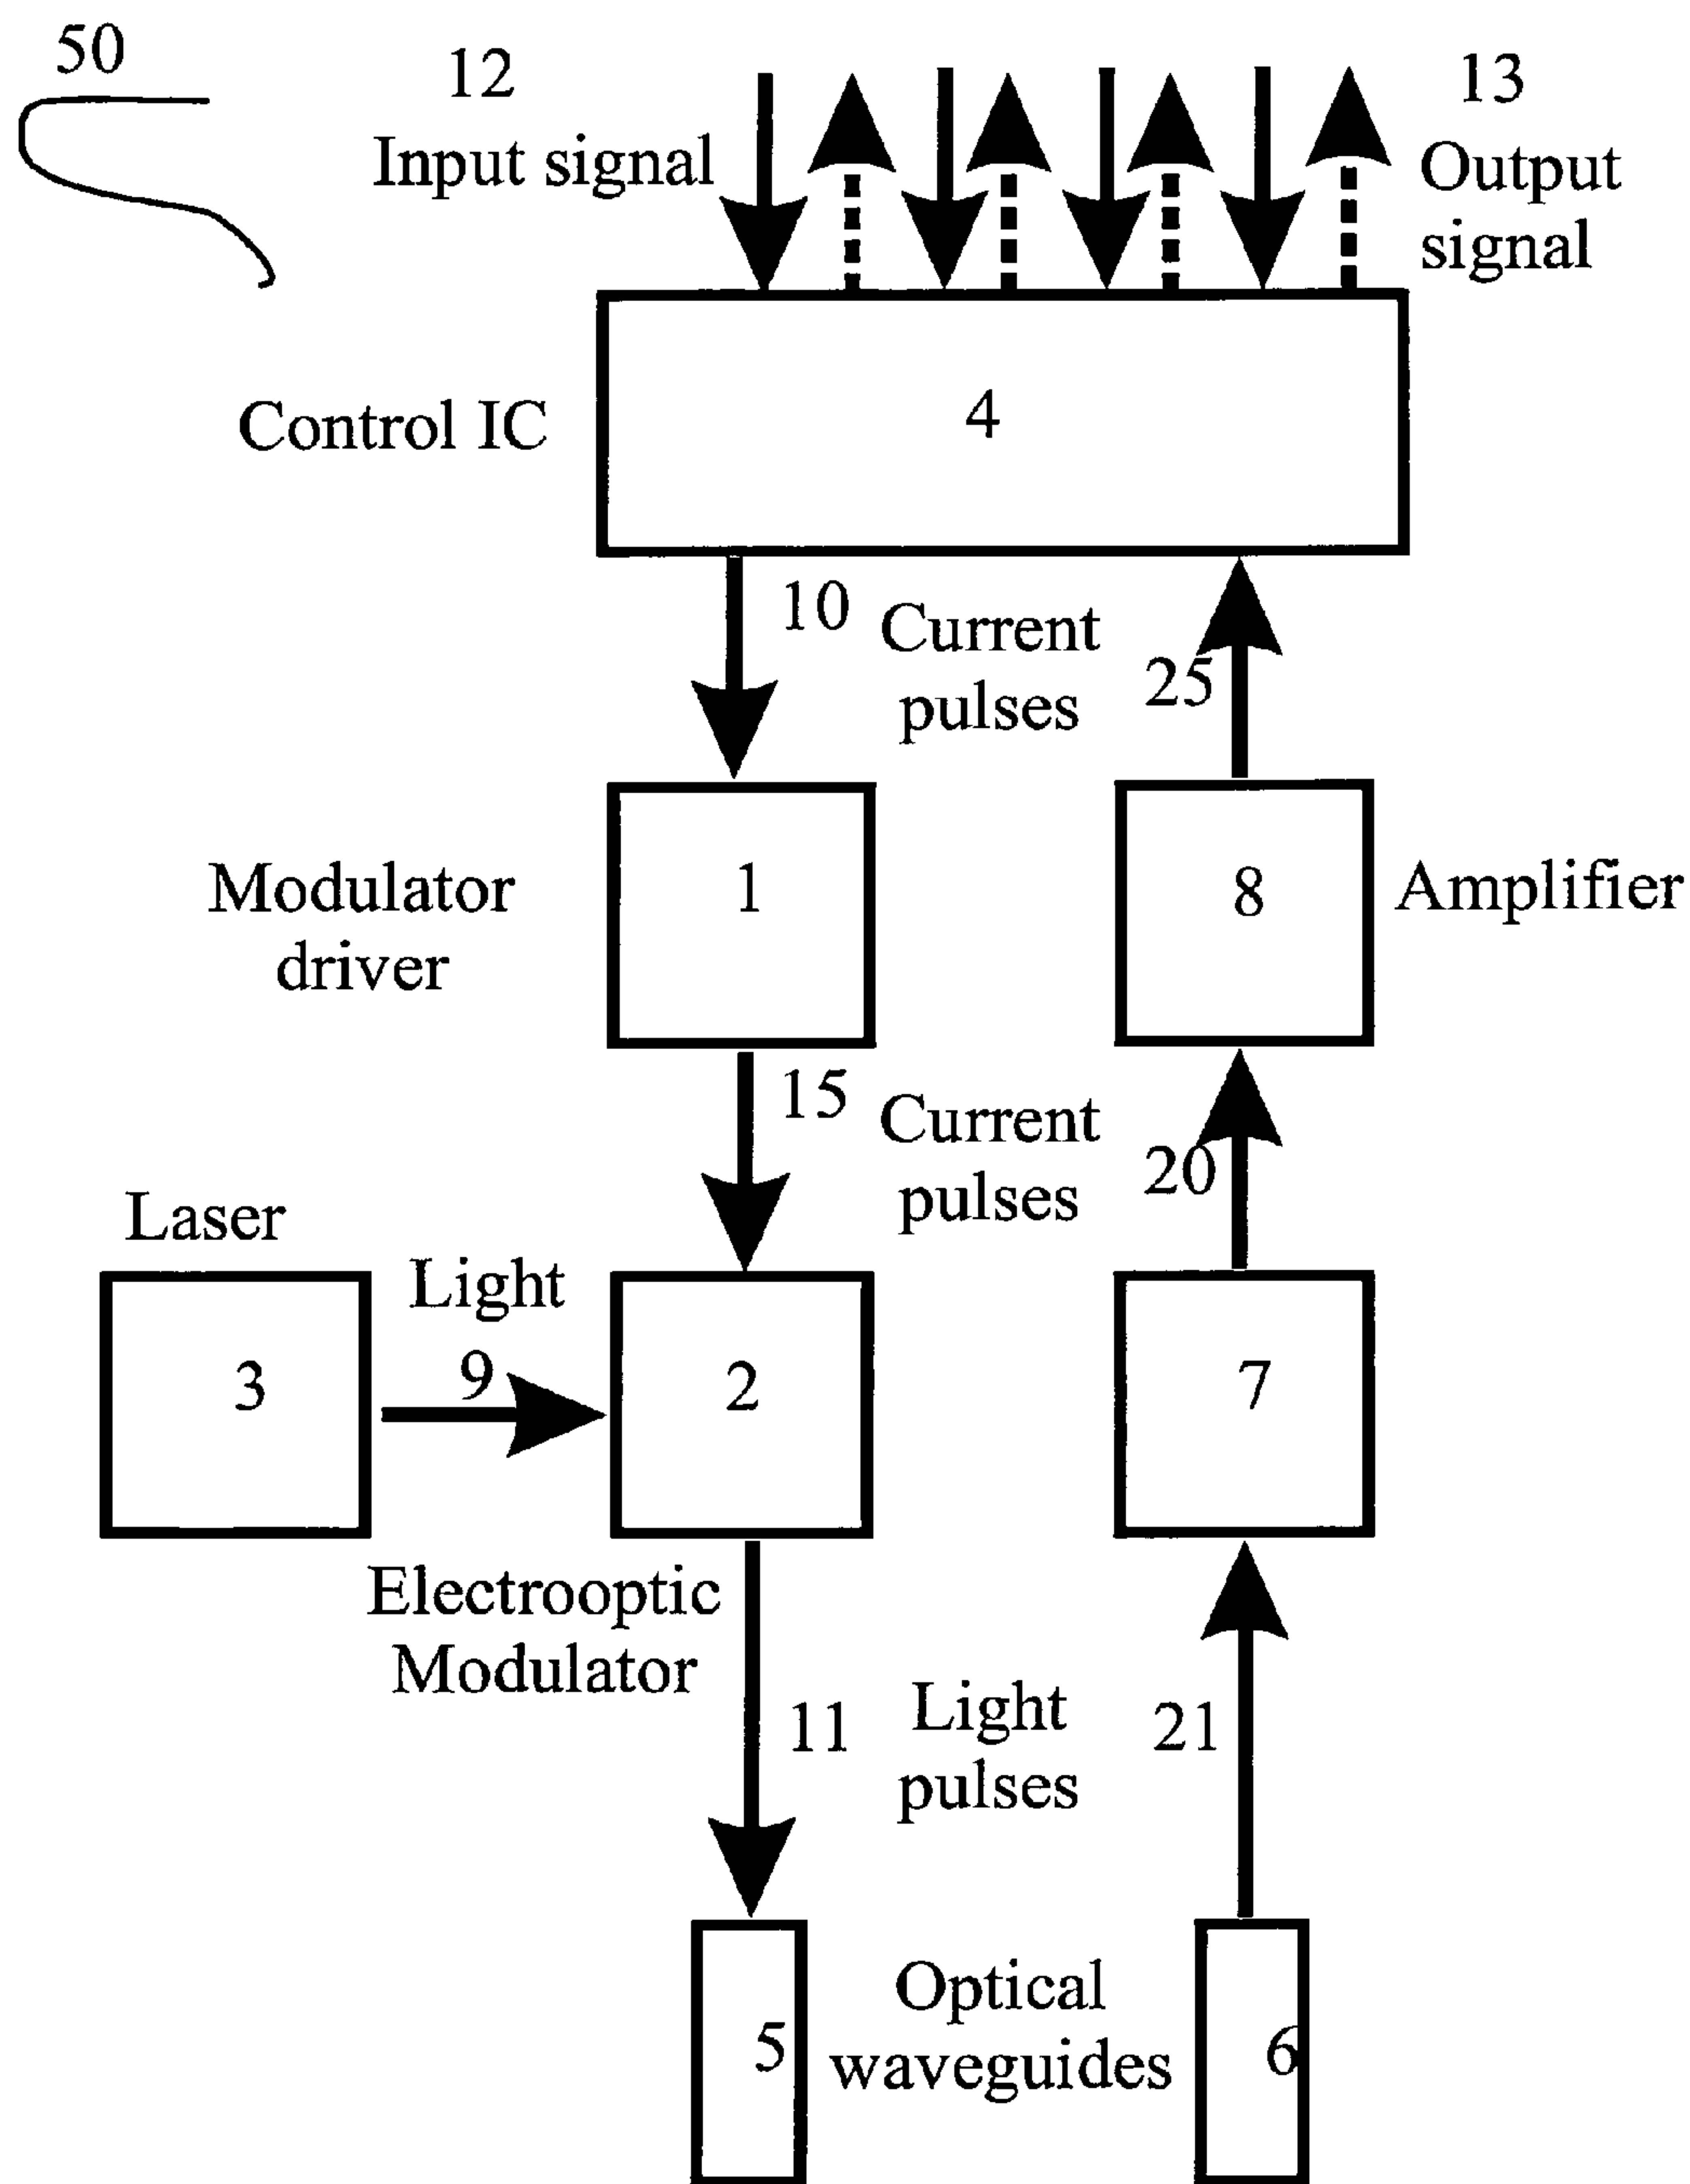 50
12
13
Input signal
Output
signal
Control IC
4
10
Current
pulses
25
Modulator
driver
1
8
Amplifier
15
Current
pulses
20
Laser
Light
9
3
2
7
Electrooptic
Modulator
11
Light
pulses
21
5
Optical
waveguides
6